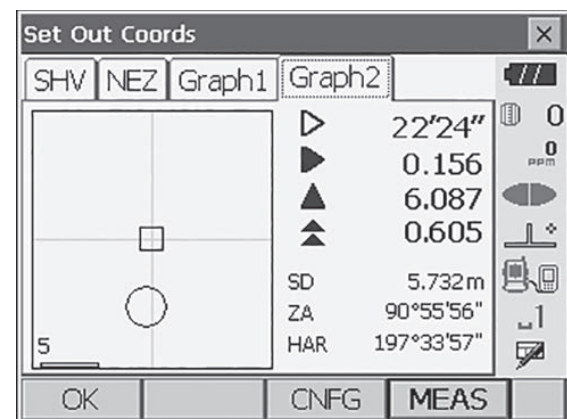 Set Out Coords
SHV NEZ Graph1 Graph2
22'24"
0.156
6.087
0.605
SD 5.732m
ZA 90°55'56"
HAR 197°33'57"
5
0
0
ppm
1
OK CNFG MEAS